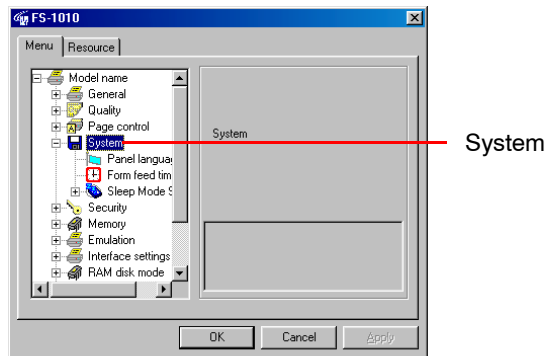 FS-1010
Menu
Resource
Model name
General
Quality
Page control
System
Panel languag
Form feed tim
Sleep Mode S
Security
Memory
Emulation
Interface settings
RAM disk mode
System
System
OK
Cancel
Apply